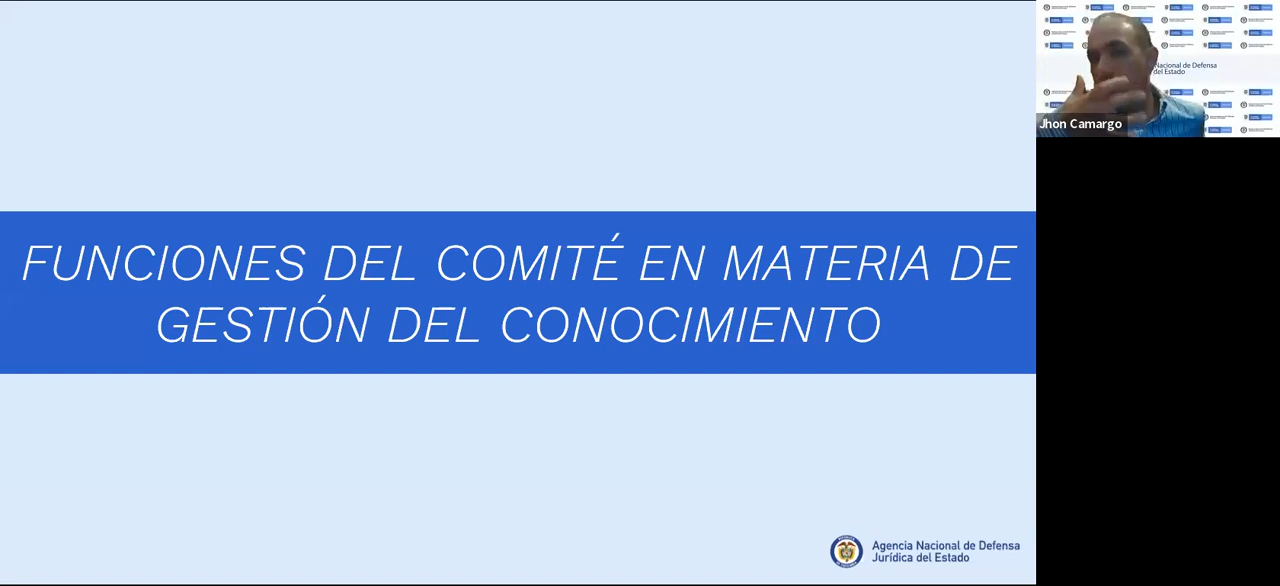 FUNCIONES DEL COMITÉ EN MATERIA DE
GESTIÓN DEL CONOCIMIENTO
Agencia Nacional de Defensa
Jurídica del Estado
Nacional de Defensa
del Estado
Jhon Camargo